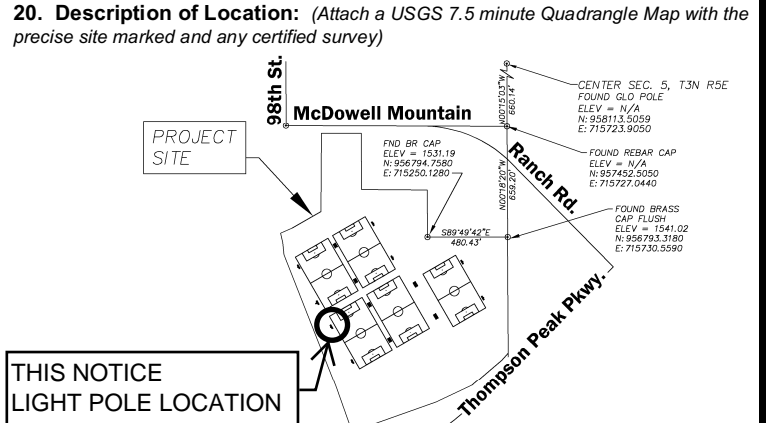 20. Description of Location: (Attach a USGS 7.5 minute Quadrangle Map with the
precise site marked and any certified survey)
98th St.
McDowell Mountain
Ranch Rd.
PROJECT
SITE
FND BR CAP
ELEV = 1531.19
N: 956794.7580
E: 715250.1280
N00°15'03"W
660.14'
CENTER SEC. 5, T3N R5E
FOUND GLO POLE
ELEV = N/A
N: 958113.5059
E: 715723.9050
FOUND REBAR CAP
ELEV = N/A
N: 957452.5050
E: 715727.0440
N00°18'20"W
659.20'
FOUND BRASS
CAP FLUSH
ELEV = 1541.02
N: 956793.3180
E: 715730.5590
S89°49'42"E
480.43'
Thompson Peak Pkwy.
THIS NOTICE
LIGHT POLE LOCATION